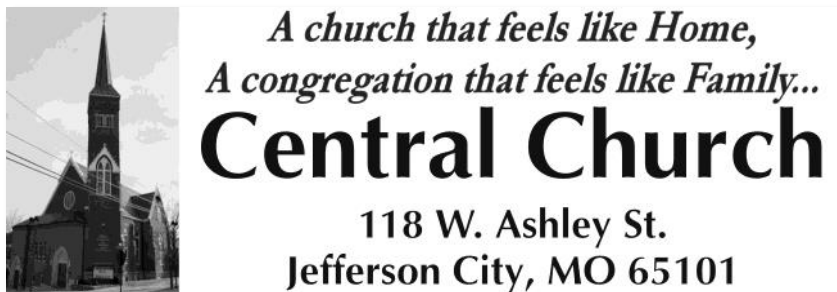 A church that feels like Home,
A congregation that feels like Family...
Central Church
118 W. Ashley St.
Jefferson City, MO 65101